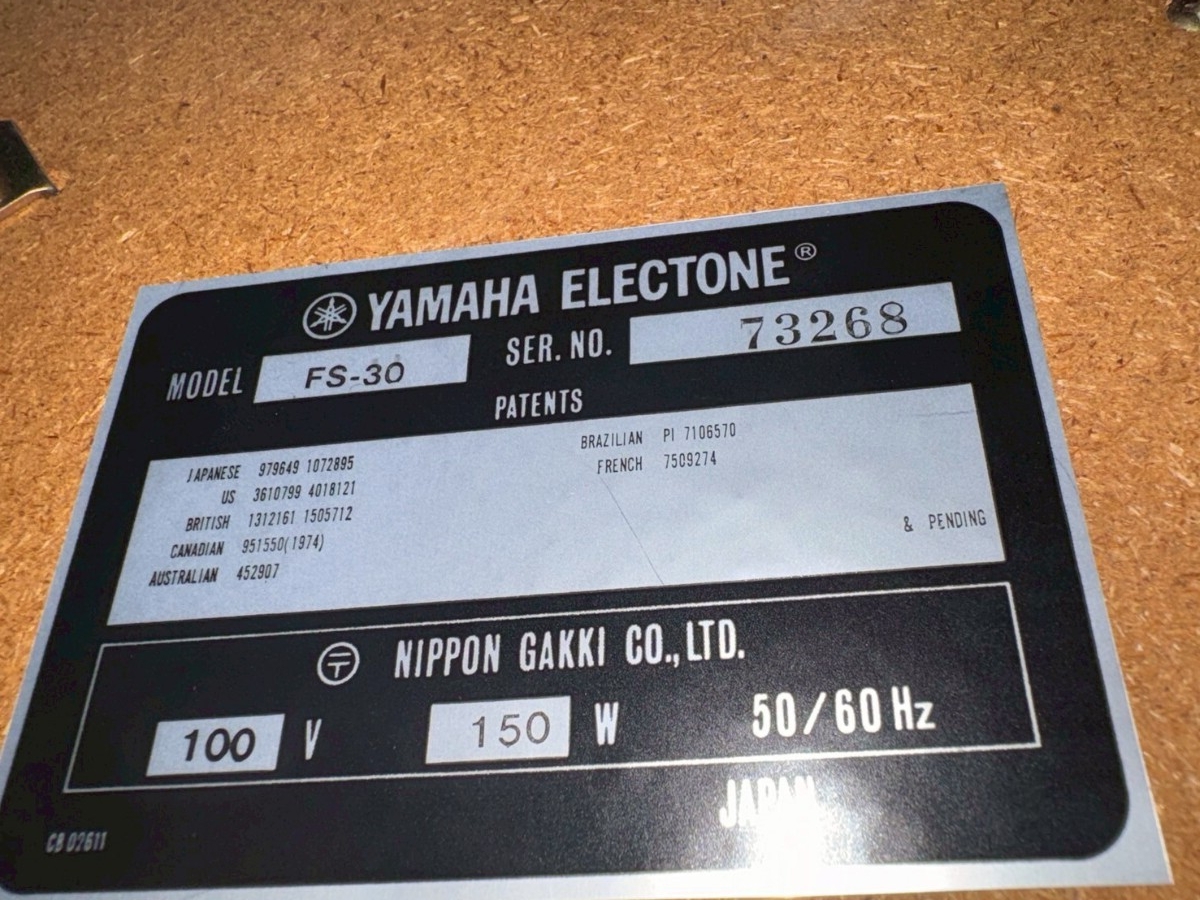 YAMAHA ELECTONE®
MODEL FS-30 SER. NO. 73268
PATENTS
JAPANESE 979649 1072895
US 3610799 4018121
BRITISH 1312161 1505712
CANADIAN 951550(1974)
AUSTRALIAN 452907
BRAZILIAN PI 7106570
FRENCH 7509274
& PENDING
NIPPON GAKKI CO.,LTD.
100 V 150 W 50/60 Hz
JAPAN
CB 02611